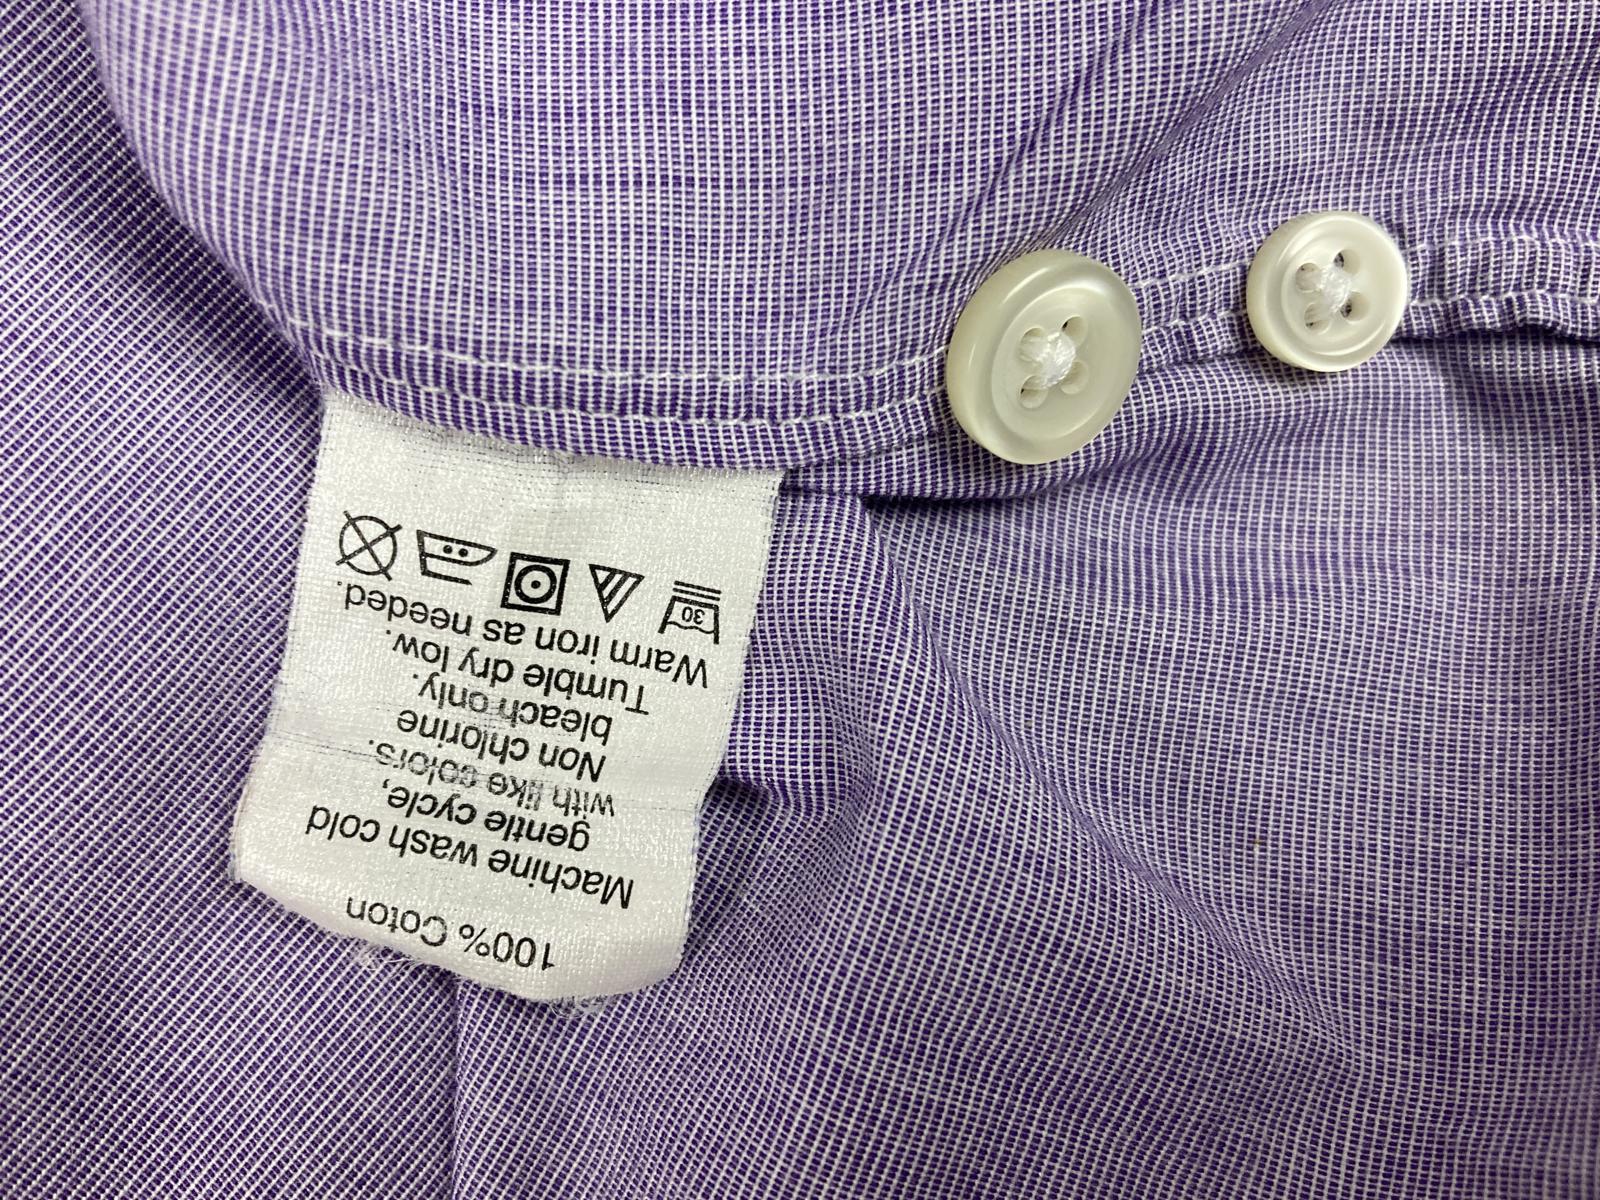 100% Coton
Machine wash cold
gentle cycle,
with like colors.
Non chlorine
bleach only.
Tumble dry low.
Warm iron as needed.
30